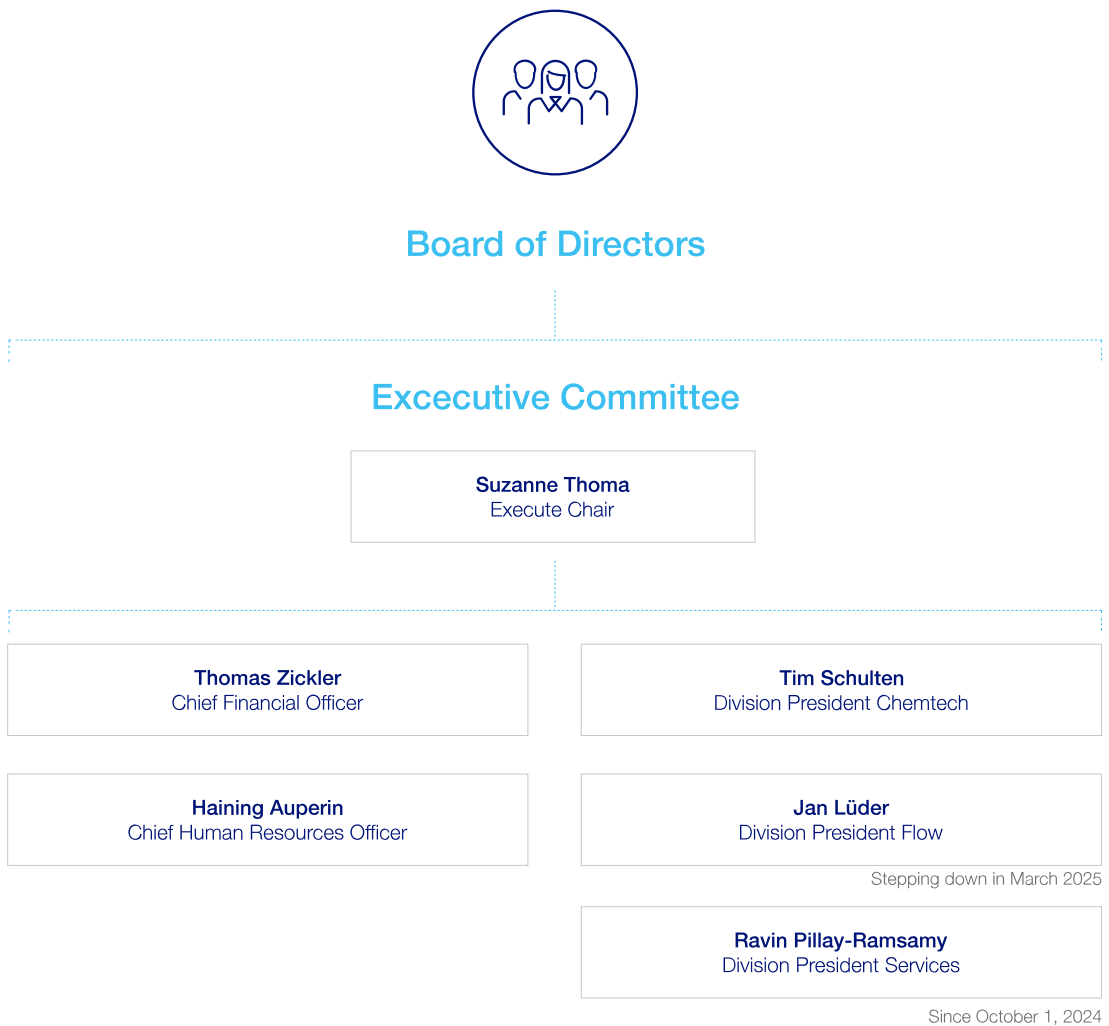 Board of Directors
Excecutive Committee
Suzanne Thoma
Execute Chair
Thomas Zickler
Chief Financial Officer
Tim Schulten
Division President Chemtech
Haining Auperin
Chief Human Resources Officer
Jan Lüder
Division President Flow
Stepping down in March 2025
Ravin Pillay-Ramsamy
Division President Services
Since October 1, 2024